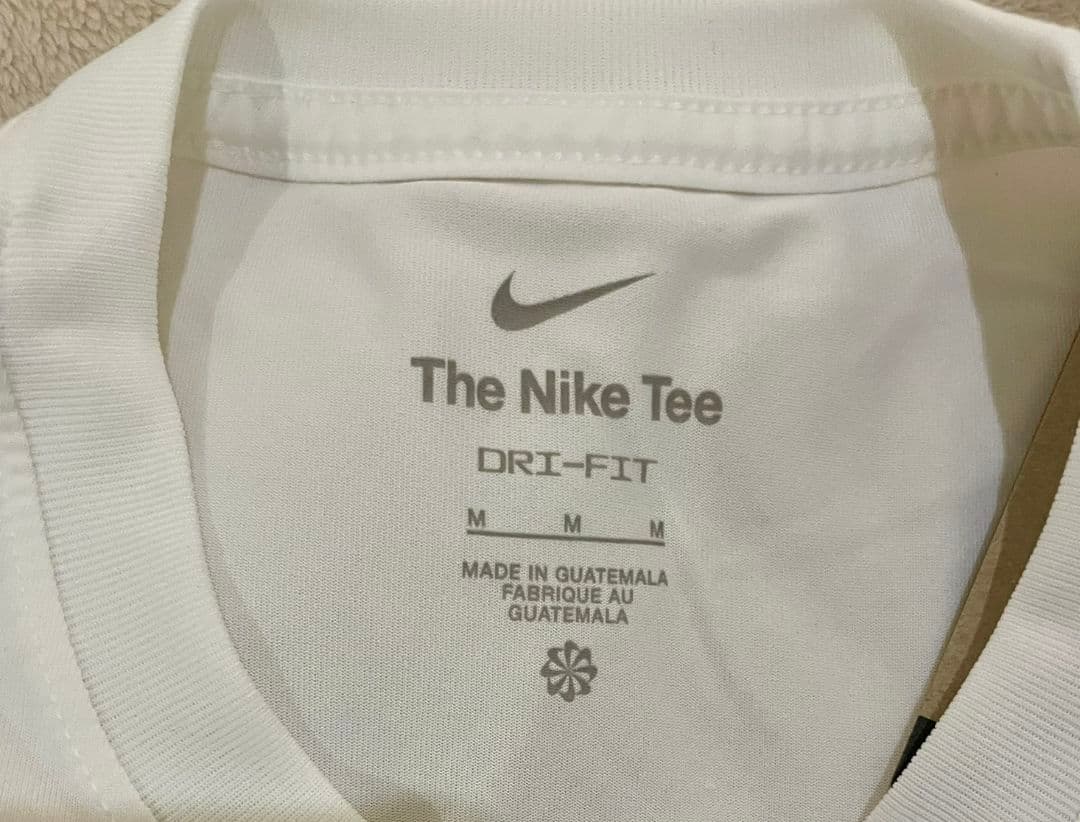 The Nike Tee
DRI-FIT
M M M
MADE IN GUATEMALA
FABRIQUE AU
GUATEMALA